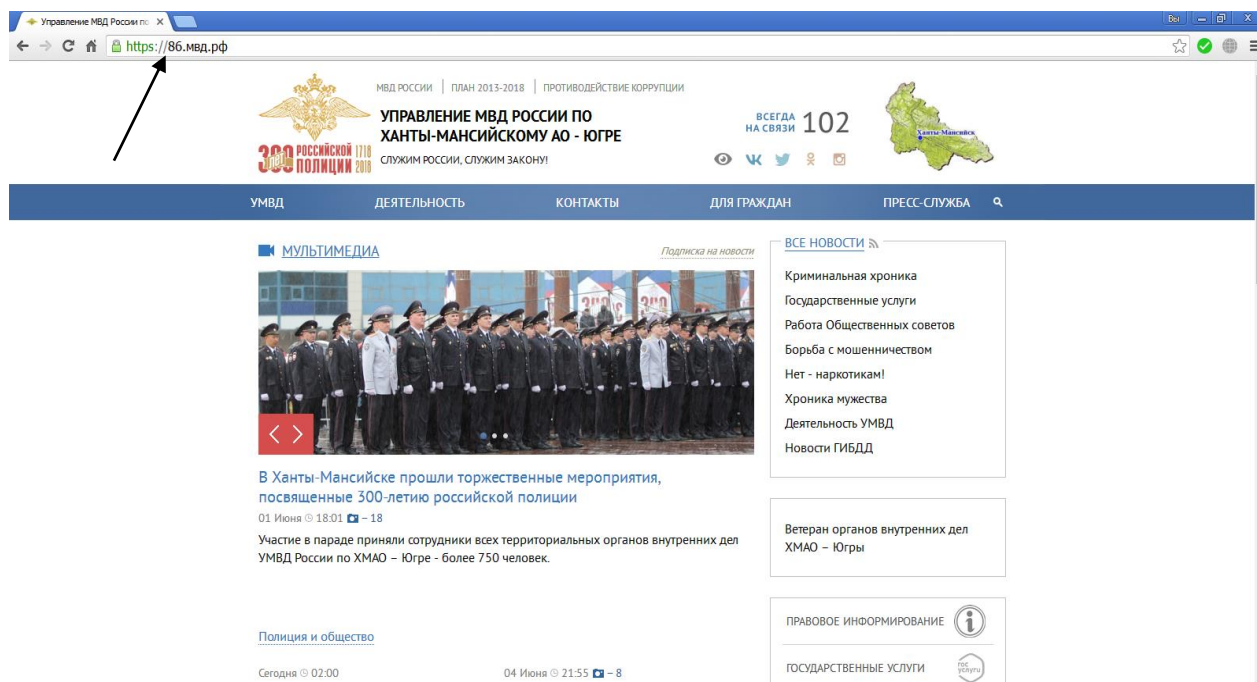 Управление МВД России по
Вы
https://86.мвд.рф
МВД РОССИИ
ПЛАН 2013-2018
ПРОТИВОДЕЙСТВИЕ КОРРУПЦИИ
УПРАВЛЕНИЕ МВД РОССИИ ПО
ХАНТЫ-МАНСИЙСКОМУ АО - ЮГРЕ
СЛУЖИМ РОССИИ, СЛУЖИМ ЗАКОНУ!
300 РОССИЙСКОЙ 1718
ПОЛИЦИИ 2018
ВСЕГДА
НА СВЯЗИ 102
Ханты-Мансийск
УМВД
ДЕЯТЕЛЬНОСТЬ
КОНТАКТЫ
ДЛЯ ГРАЖДАН
ПРЕСС-СЛУЖБА
МУЛЬТИМЕДИА
Подписка на новости
В Ханты-Мансийске прошли торжественные мероприятия,
посвященные 300-летию российской полиции
01 Июня 18:01 – 18
Участие в параде приняли сотрудники всех территориальных органов внутренних дел
УМВД России по ХМАО – Югре - более 750 человек.
Полиция и общество
Сегодня 02:00
04 Июня 21:55 – 8
ВСЕ НОВОСТИ
Криминальная хроника
Государственные услуги
Работа Общественных советов
Борьба с мошенничеством
Нет - наркотикам!
Хроника мужества
Деятельность УМВД
Новости ГИБДД
Ветеран органов внутренних дел
ХМАО – Югры
ПРАВОВОЕ ИНФОРМИРОВАНИЕ
ГОСУДАРСТВЕННЫЕ УСЛУГИ
гос
услуги